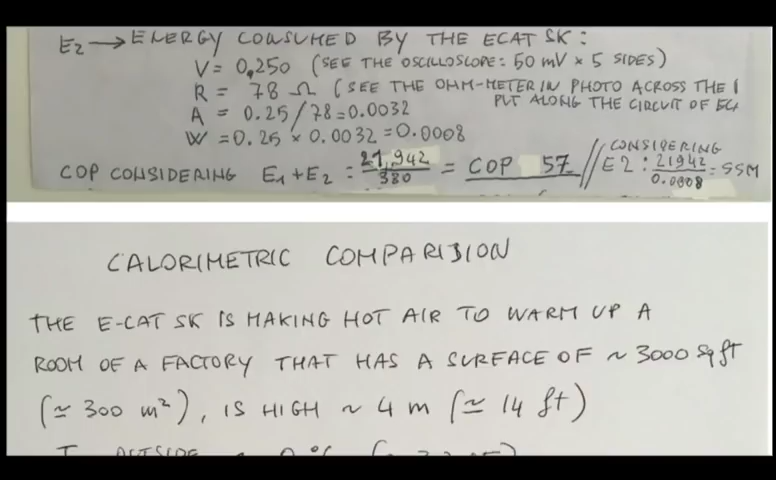 E2 → ENERGY CONSUMED BY THE ECAT SK:
V = 0,250 (SEE THE OSCILLOSCOPE: 50 mV × 5 SIDES)
R = 78 Ω (SEE THE OHM-METER IN PHOTO ACROSS THE
PUT ALONG THE CIRCUIT OF
A = 0.25/78 = 0.0032
W = 0.25 × 0.0032 = 0.0008
COP CONSIDERING E1+E2 = 21,942/380 = COP 57 // CONSIDERING E2: 21942/0.0008 = 55M
CALORIMETRIC COMPARISION
THE E-CAT SK IS MAKING HOT AIR TO WARM UP A
ROOM OF A FACTORY THAT HAS A SURFACE OF ~ 3000 Sq ft
(≃ 300 m²), IS HIGH ~ 4 m (≃ 14 ft)